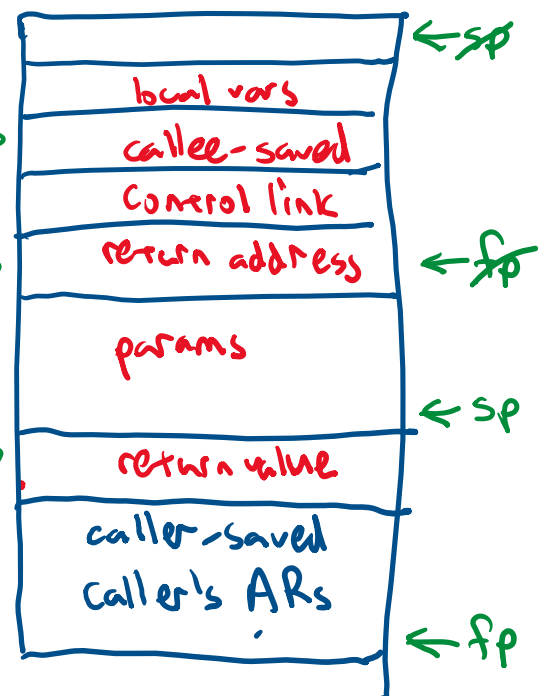 ← sp
local vars
callee-saved
control link
return address ← fp
params
← sp
return value
caller-saved
caller's ARs
← fp